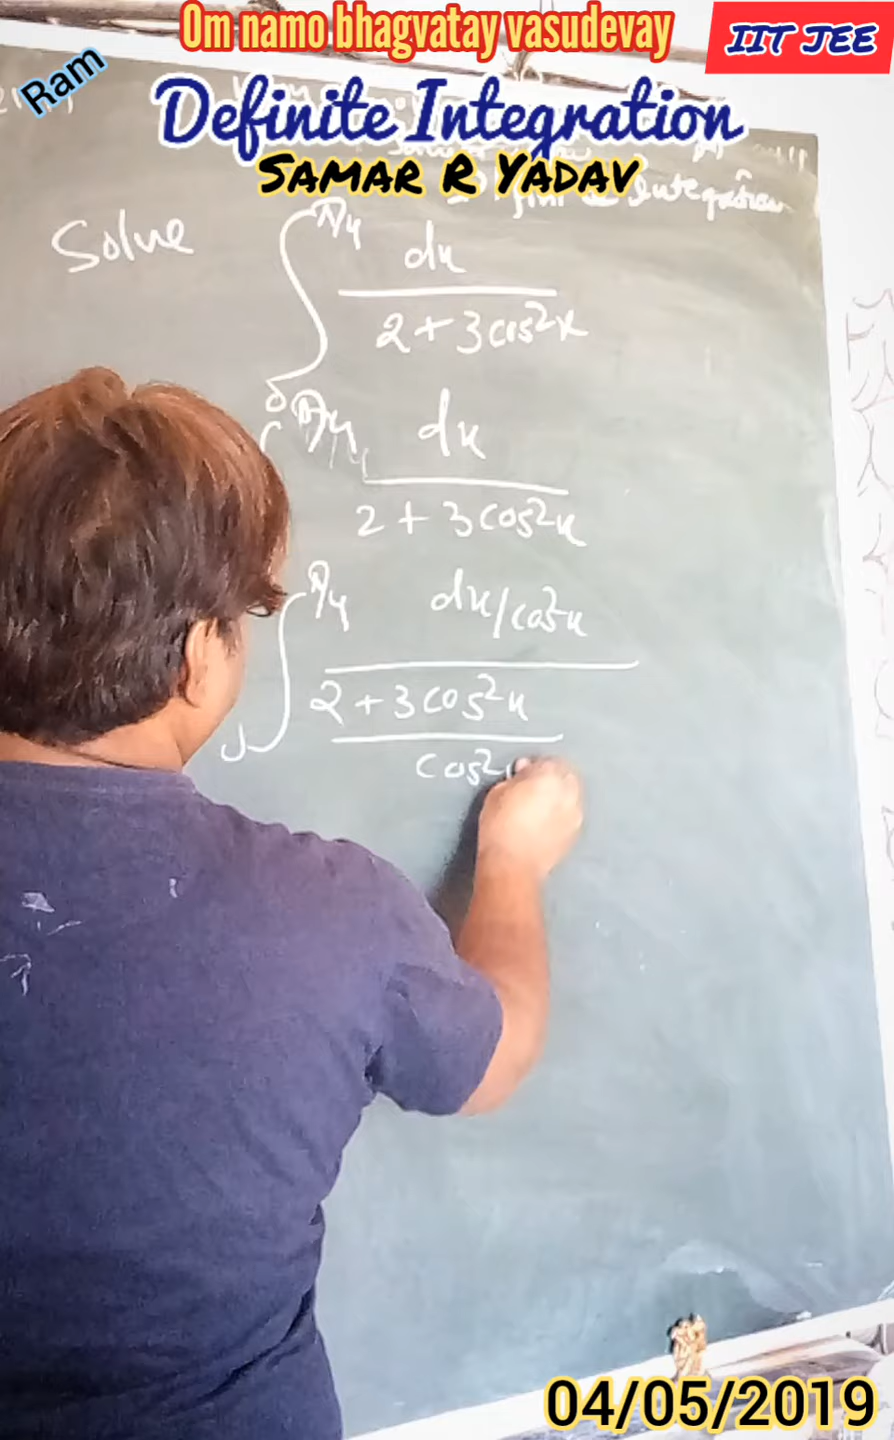 Om namo bhagvatay vasudevay
IIT JEE
Ram
Definite Integration
SAMAR R YADAV
Integration
Solve ∫₀^(π/4) dx / (2 + 3cos²x)
∫ π/4 dx / (2 + 3cos²x)
∫ π/4 (dx/cos²x) / ((2 + 3cos²x) / cos²
04/05/2019